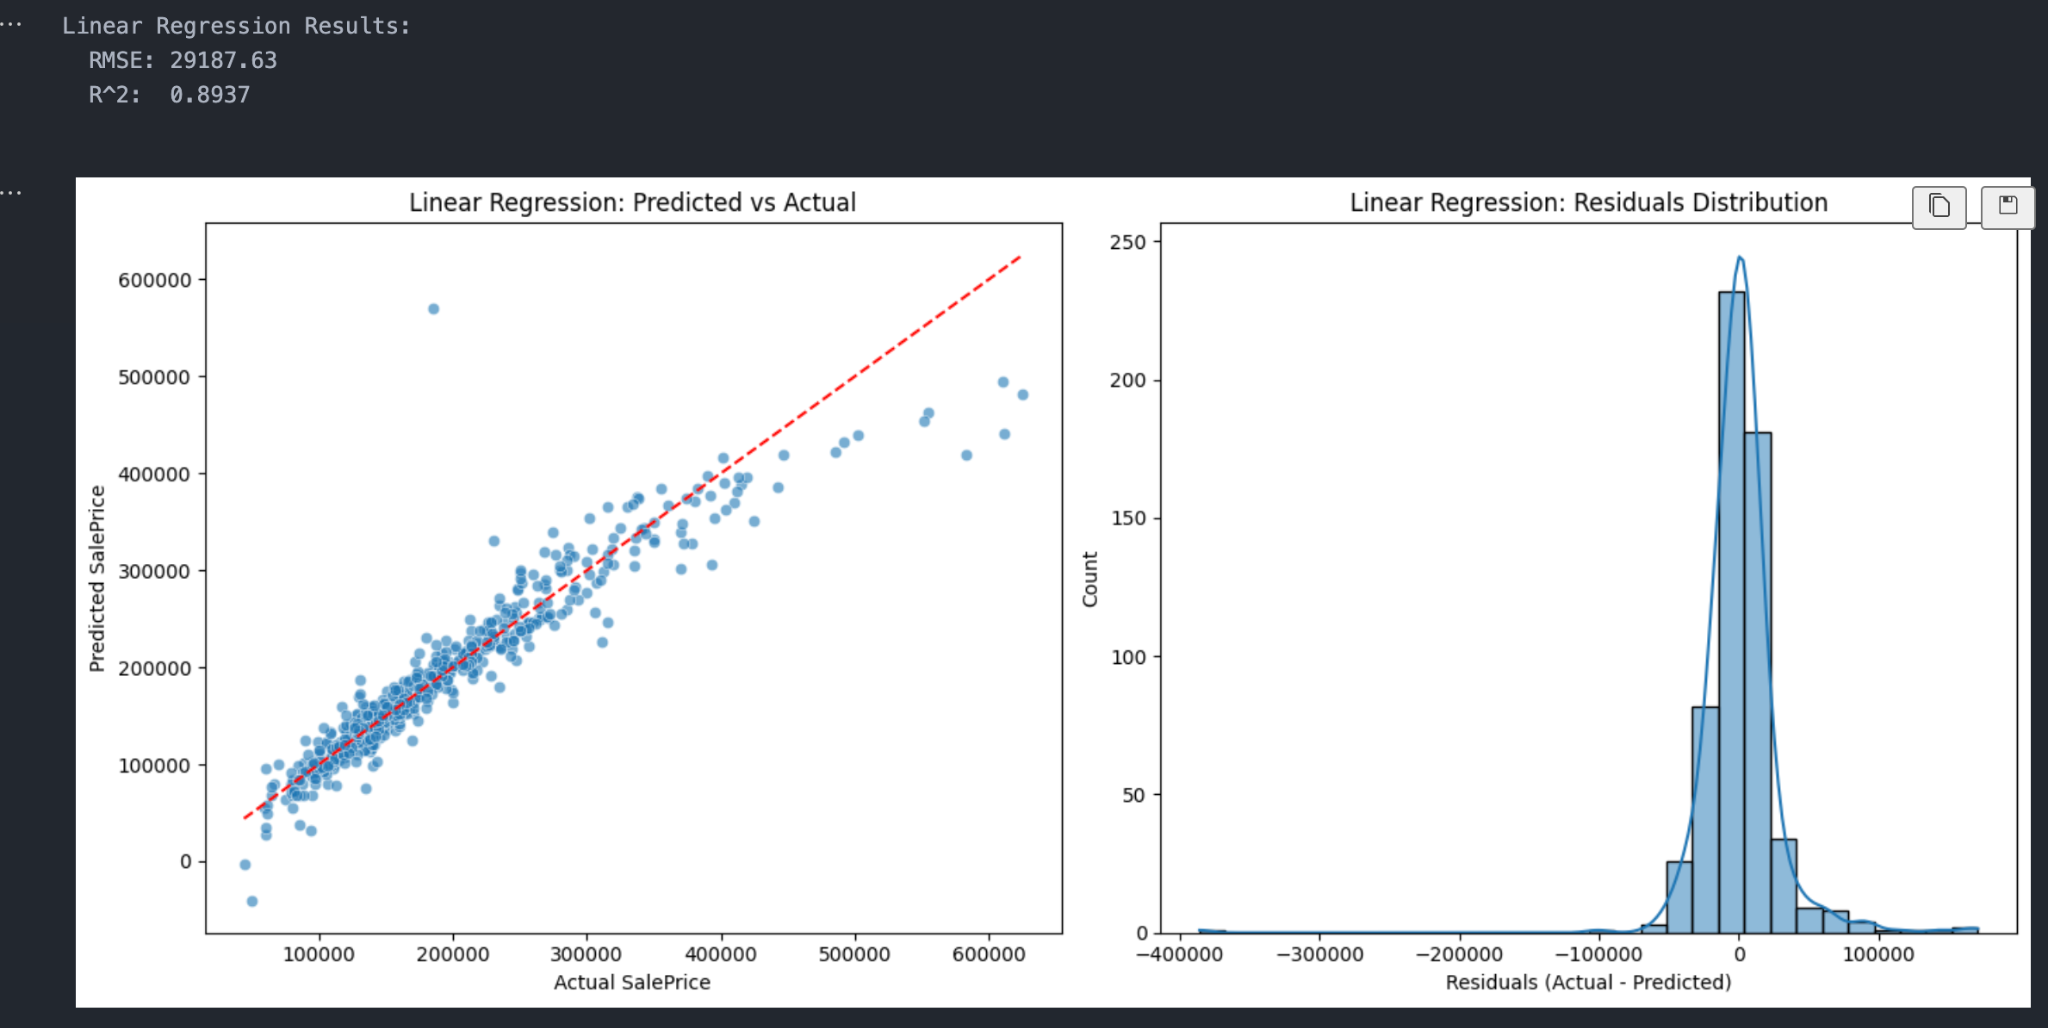 Linear Regression Results:
RMSE: 29187.63
R^2: 0.8937
Linear Regression: Predicted vs Actual
600000
500000
400000
300000
200000
100000
0
Predicted SalePrice
100000 200000 300000 400000 500000 600000
Actual SalePrice
Linear Regression: Residuals Distribution
250
200
150
100
50
0
Count
−400000 −300000 −200000 −100000 0 100000
Residuals (Actual - Predicted)